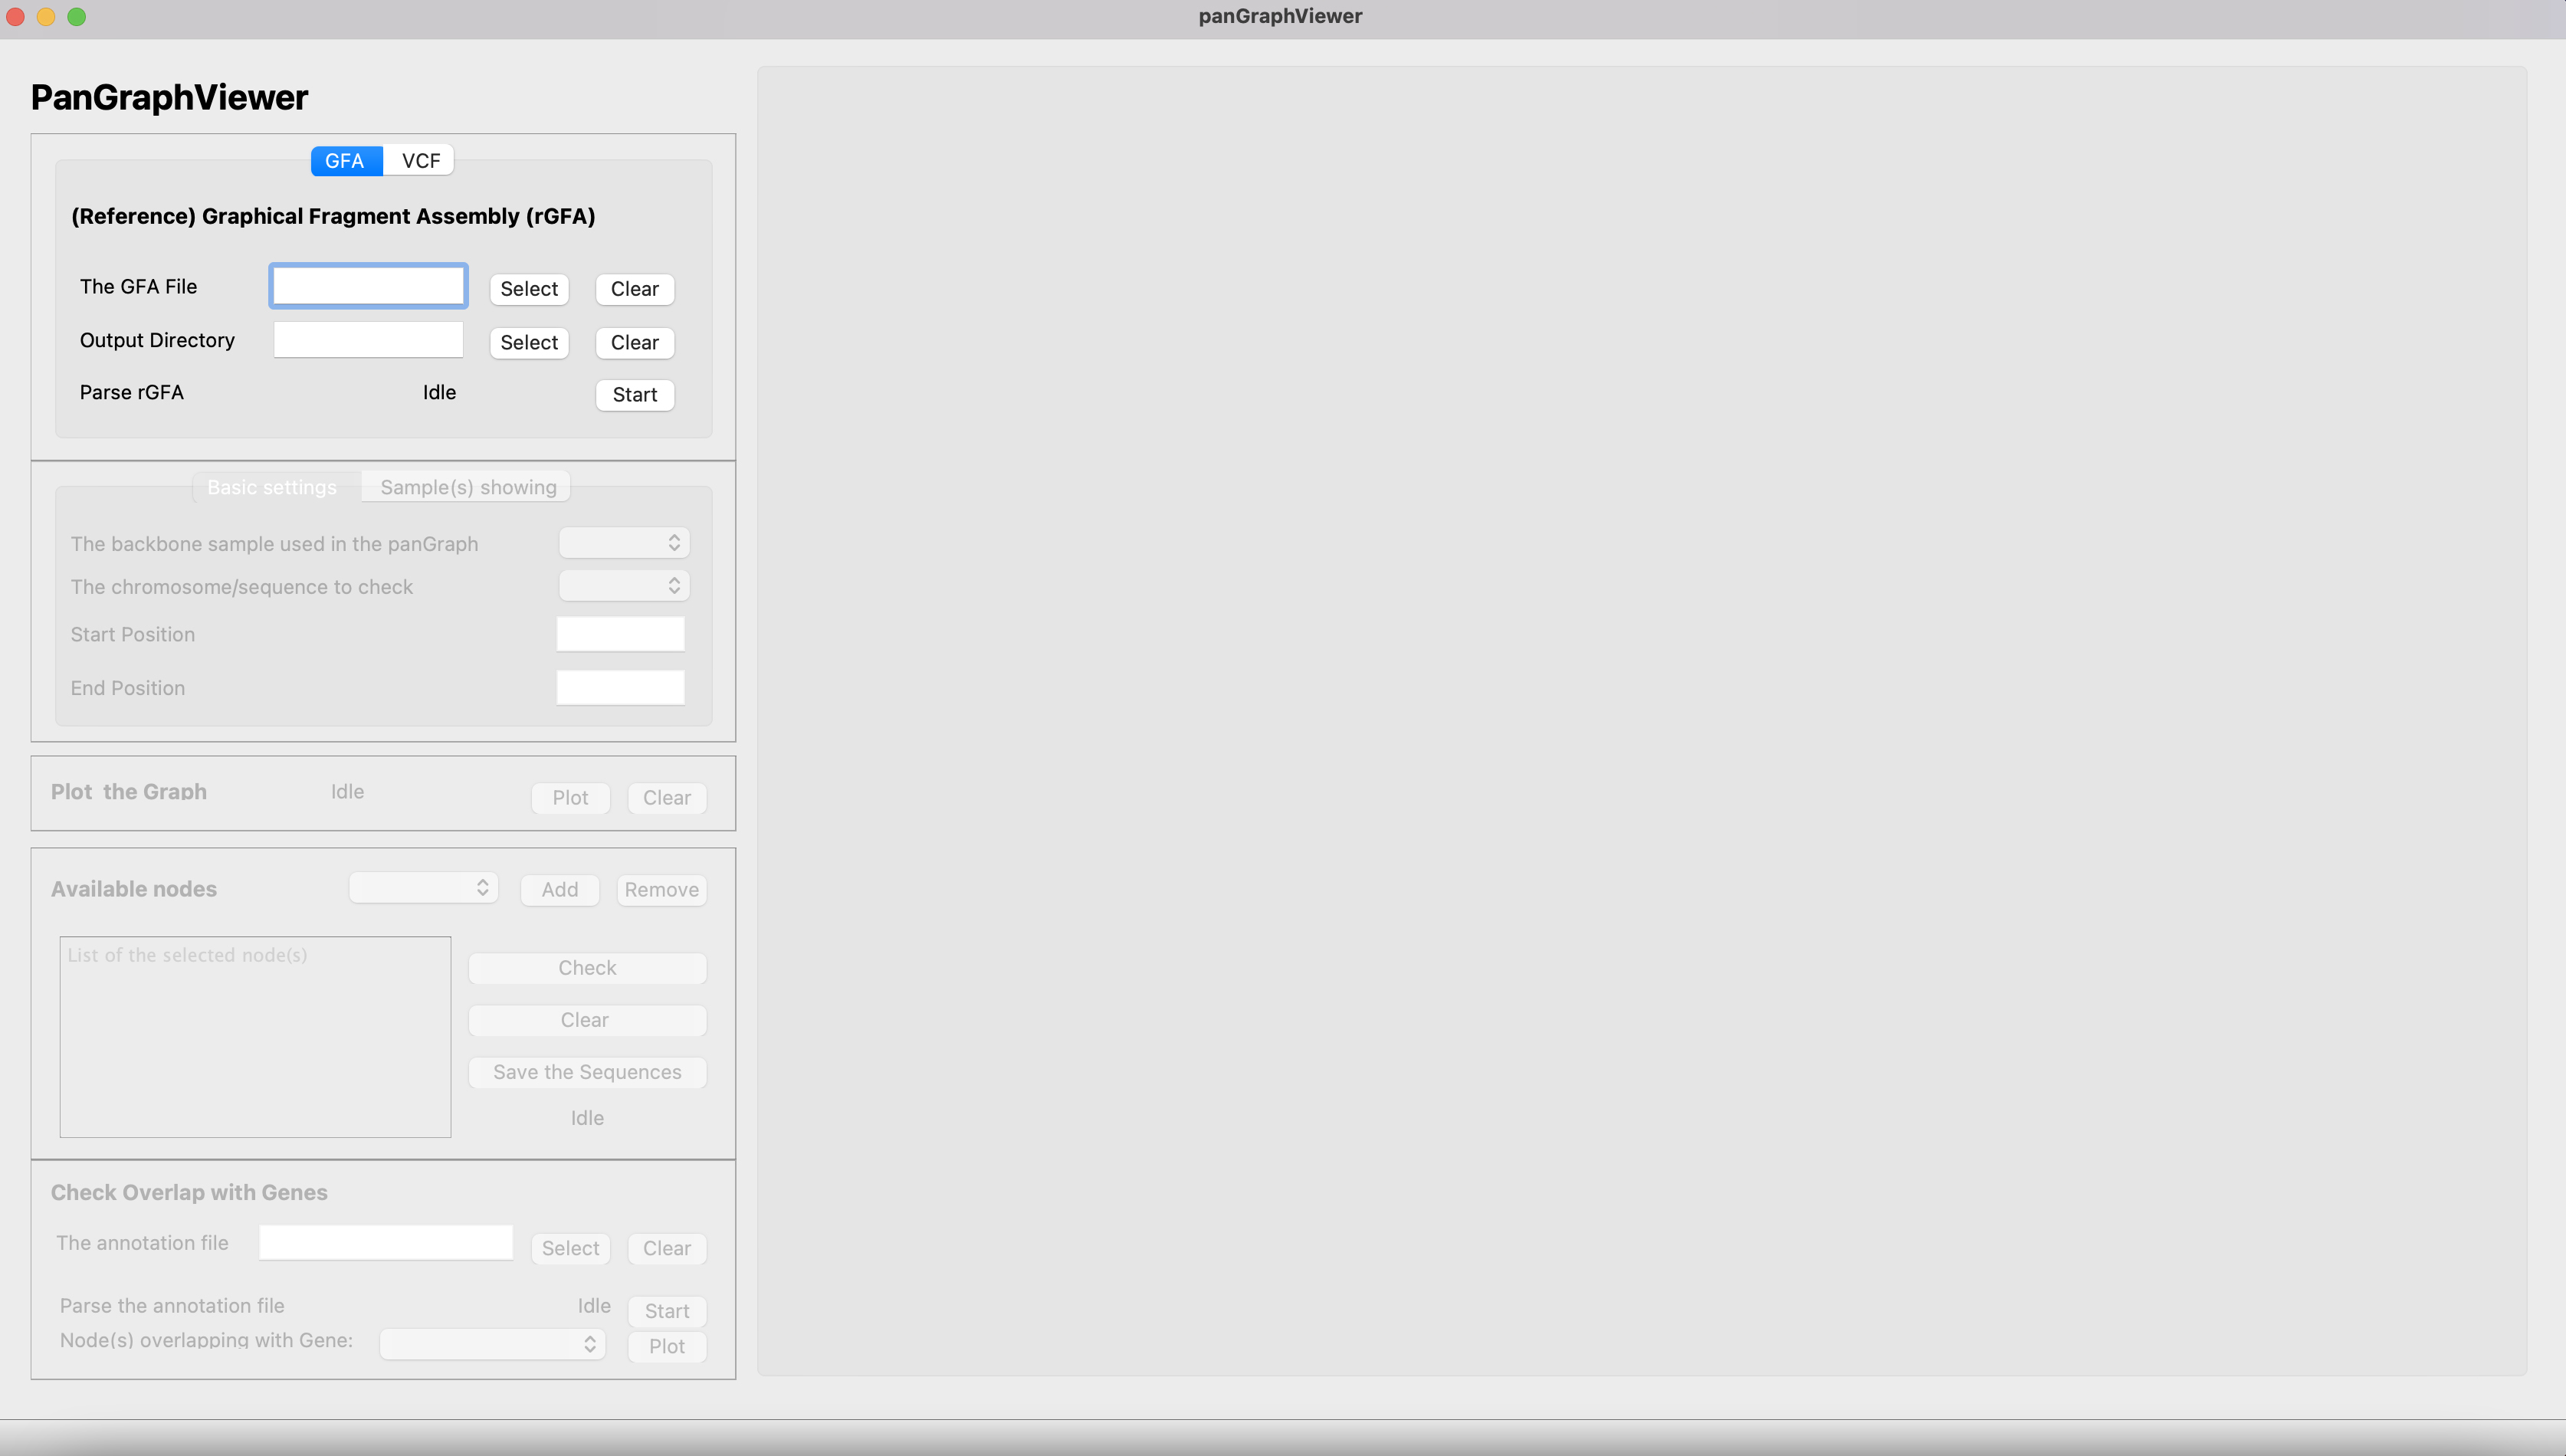 panGraphViewer
PanGraphViewer
GFA VCF
(Reference) Graphical Fragment Assembly (rGFA)
The GFA File Select Clear
Output Directory Select Clear
Parse rGFA Idle Start
Basic settings Sample(s) showing
The backbone sample used in the panGraph
The chromosome/sequence to check
Start Position
End Position
Plot the Graph Idle Plot Clear
Available nodes Add Remove
List of the selected node(s)
Check
Clear
Save the Sequences
Idle
Check Overlap with Genes
The annotation file Select Clear
Parse the annotation file Idle Start
Node(s) overlapping with Gene: Plot